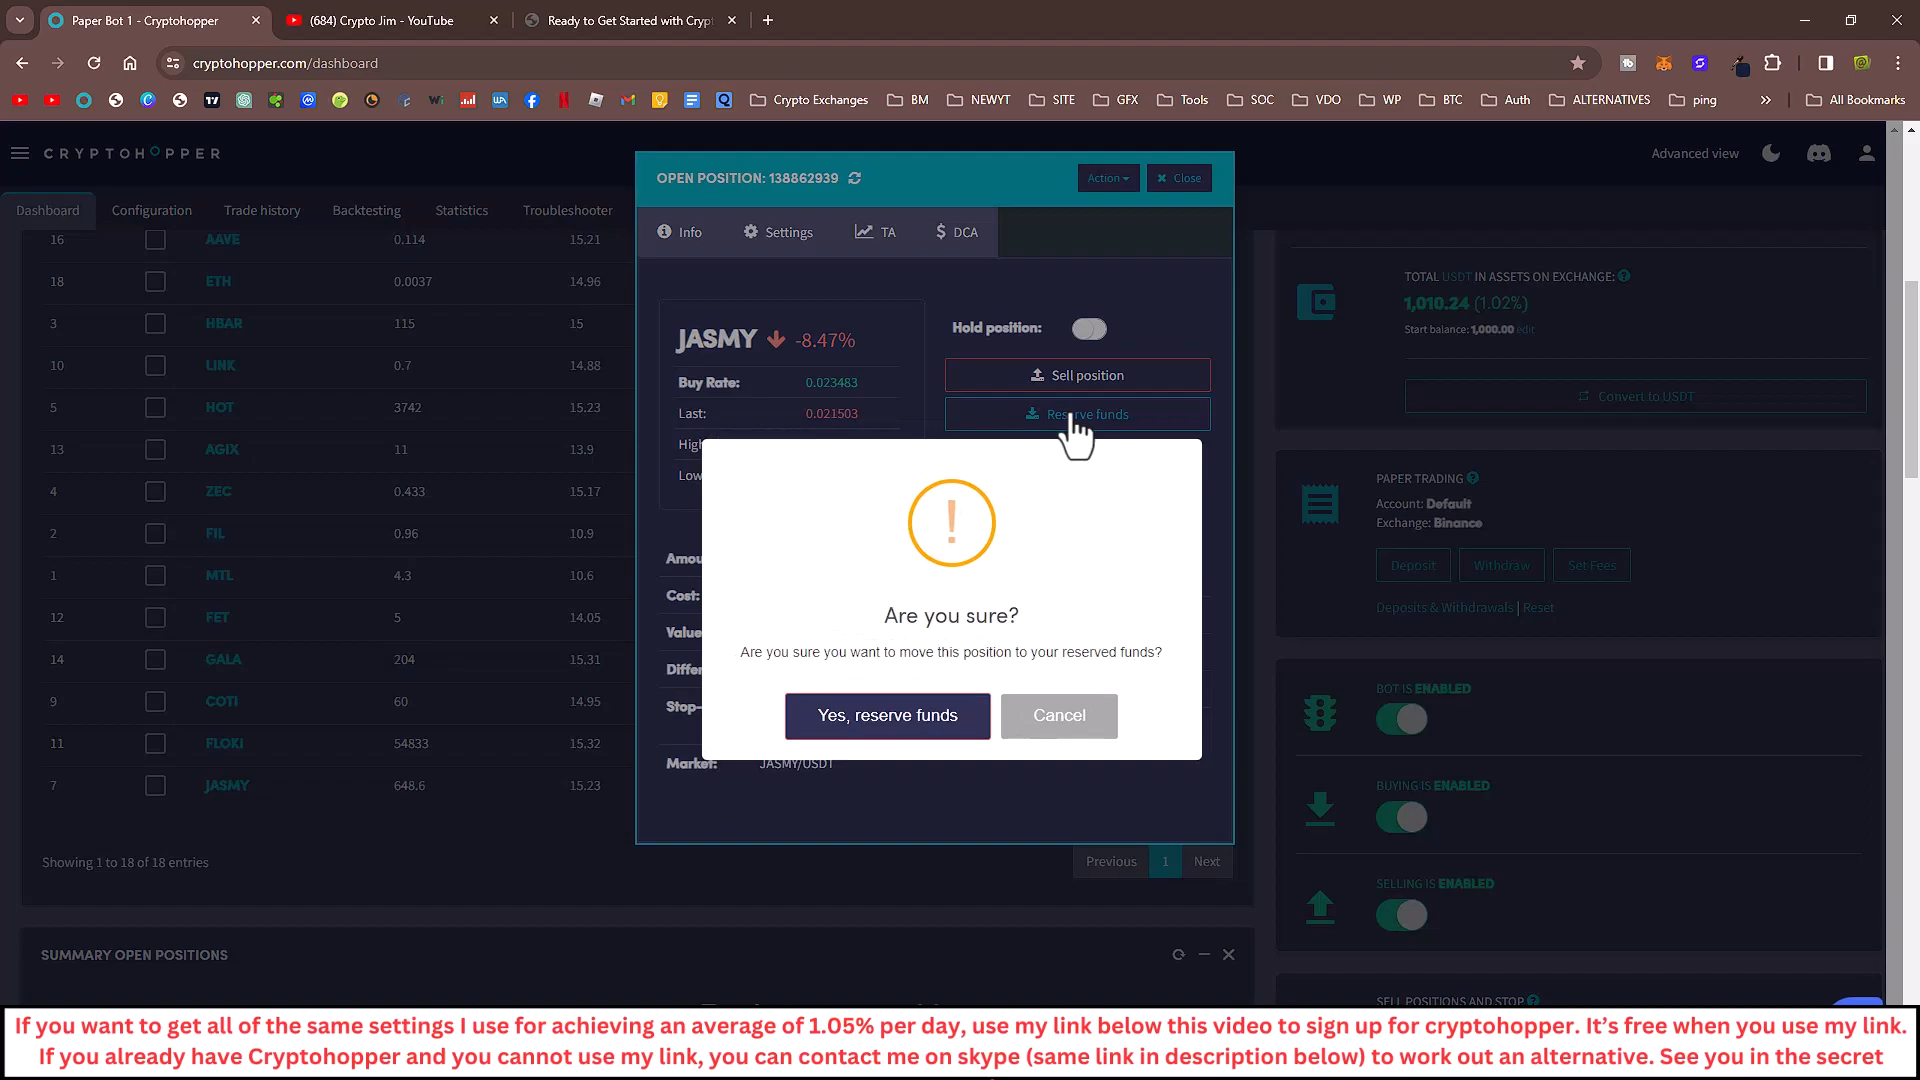 Paper Bot 1 - Cryptohopper
(684) Crypto Jim - YouTube
Ready to Get Started with Crypt
cryptohopper.com/dashboard
Crypto Exchanges
BM
NEWYT
SITE
GFX
Tools
SOC
VDO
WP
BTC
Auth
ALTERNATIVES
ping
All Bookmarks
CRYPTOHOPPER
Advanced view
Dashboard
Configuration
Trade history
Backtesting
Statistics
Troubleshooter
16 AAVE 0.114 15.21
18 ETH 0.0037 14.96
3 HBAR 115 15
10 LINK 0.7 14.88
5 HOT 3742 15.23
13 AGIX 11 13.9
4 ZEC 0.433 15.17
2 FIL 0.96 10.9
1 MTL 4.3 10.6
12 FET 5 14.05
14 GALA 204 15.31
9 COTI 60 14.95
11 FLOKI 54833 15.32
7 JASMY 648.6 15.23
Showing 1 to 18 of 18 entries
Previous 1 Next
SUMMARY OPEN POSITIONS
OPEN POSITION: 138862939
Action
Close
Info
Settings
TA
DCA
JASMY -8.47%
Buy Rate: 0.023483
Last: 0.021503
High
Low
Hold position:
Sell position
Reserve funds
Amou
Cost:
Value
Differ
Stop-
Market: JASMY/USDT
Are you sure?
Are you sure you want to move this position to your reserved funds?
Yes, reserve funds
Cancel
TOTAL USDT IN ASSETS ON EXCHANGE:
1,010.24 (1.02%)
Start balance: 1,000.00 edit
Convert to USDT
PAPER TRADING
Account: Default
Exchange: Binance
Deposit
Withdraw
Set Fees
Deposits & Withdrawals | Reset
BOT IS ENABLED
BUYING IS ENABLED
SELLING IS ENABLED
SELL POSITIONS AND STOP
If you want to get all of the same settings I use for achieving an average of 1.05% per day, use my link below this video to sign up for cryptohopper. It's free when you use my link.
If you already have Cryptohopper and you cannot use my link, you can contact me on skype (same link in description below) to work out an alternative. See you in the secret